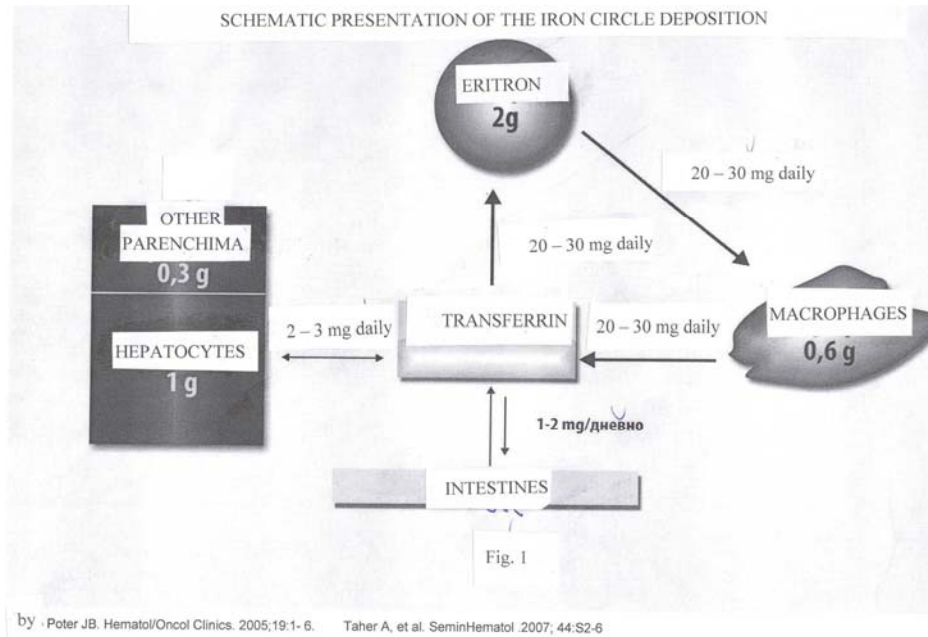 SCHEMATIC PRESENTATION OF THE IRON CIRCLE DEPOSITION
ERITRON
2g
20 – 30 mg daily
OTHER
PARENCHIMA
0,3 g
20 – 30 mg daily
HEPATOCYTES
1 g
2 – 3 mg daily
TRANSFERRIN
20 – 30 mg daily
MACROPHAGES
0,6 g
1-2 mg/дневно
INTESTINES
Fig. 1
by Poter JB. Hematol/Oncol Clinics. 2005;19:1- 6. Taher A, et al. SeminHematol .2007; 44:S2-6